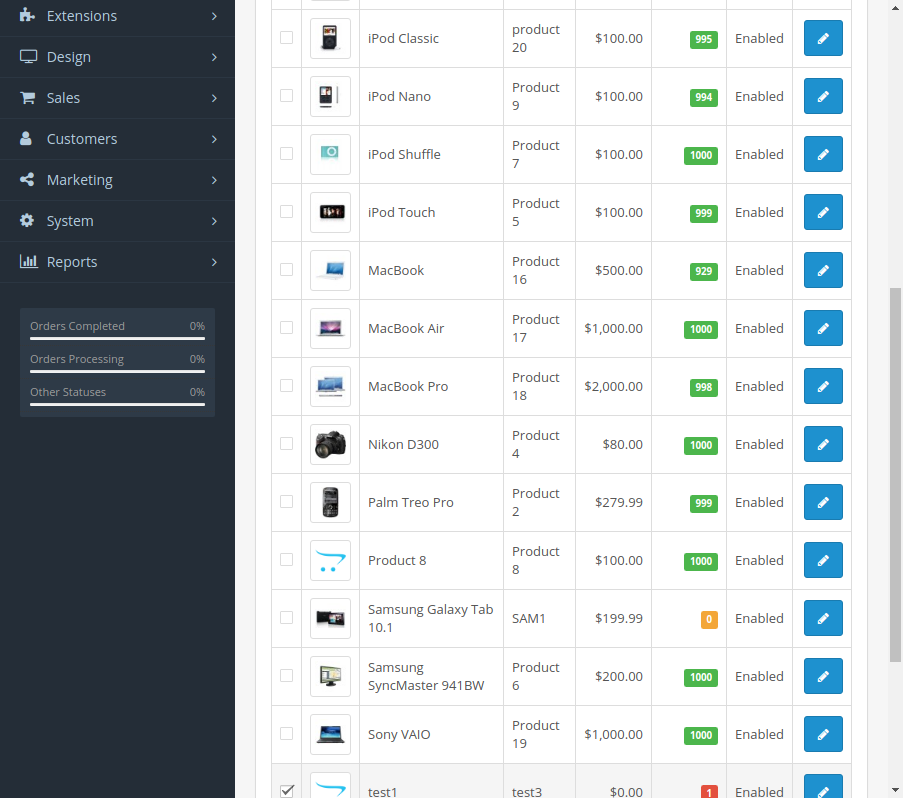 Extensions
Design
Sales
Customers
Marketing
System
Reports
Orders Completed 0%
Orders Processing 0%
Other Statuses 0%
iPod Classic product 20 $100.00 995 Enabled
iPod Nano Product 9 $100.00 994 Enabled
iPod Shuffle Product 7 $100.00 1000 Enabled
iPod Touch Product 5 $100.00 999 Enabled
MacBook Product 16 $500.00 929 Enabled
MacBook Air Product 17 $1,000.00 1000 Enabled
MacBook Pro Product 18 $2,000.00 998 Enabled
Nikon D300 Product 4 $80.00 1000 Enabled
Palm Treo Pro Product 2 $279.99 999 Enabled
Product 8 Product 8 $100.00 1000 Enabled
Samsung Galaxy Tab 10.1 SAM1 $199.99 0 Enabled
Samsung SyncMaster 941BW Product 6 $200.00 1000 Enabled
Sony VAIO Product 19 $1,000.00 1000 Enabled
test1 test3 $0.00 1 Enabled